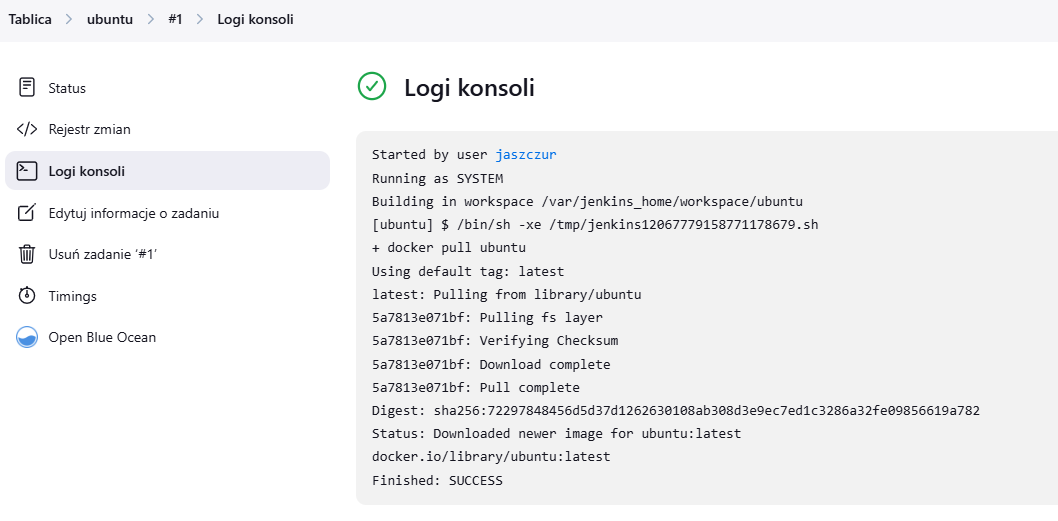 Tablica > ubuntu > #1 > Logi konsoli
Status
Rejestr zmian
Logi konsoli
Edytuj informacje o zadaniu
Usuń zadanie ‘#1’
Timings
Open Blue Ocean
Logi konsoli
Started by user jaszczur
Running as SYSTEM
Building in workspace /var/jenkins_home/workspace/ubuntu
[ubuntu] $ /bin/sh -xe /tmp/jenkins12067779158771178679.sh
+ docker pull ubuntu
Using default tag: latest
latest: Pulling from library/ubuntu
5a7813e071bf: Pulling fs layer
5a7813e071bf: Verifying Checksum
5a7813e071bf: Download complete
5a7813e071bf: Pull complete
Digest: sha256:72297848456d5d37d1262630108ab308d3e9ec7ed1c3286a32fe09856619a782
Status: Downloaded newer image for ubuntu:latest
docker.io/library/ubuntu:latest
Finished: SUCCESS